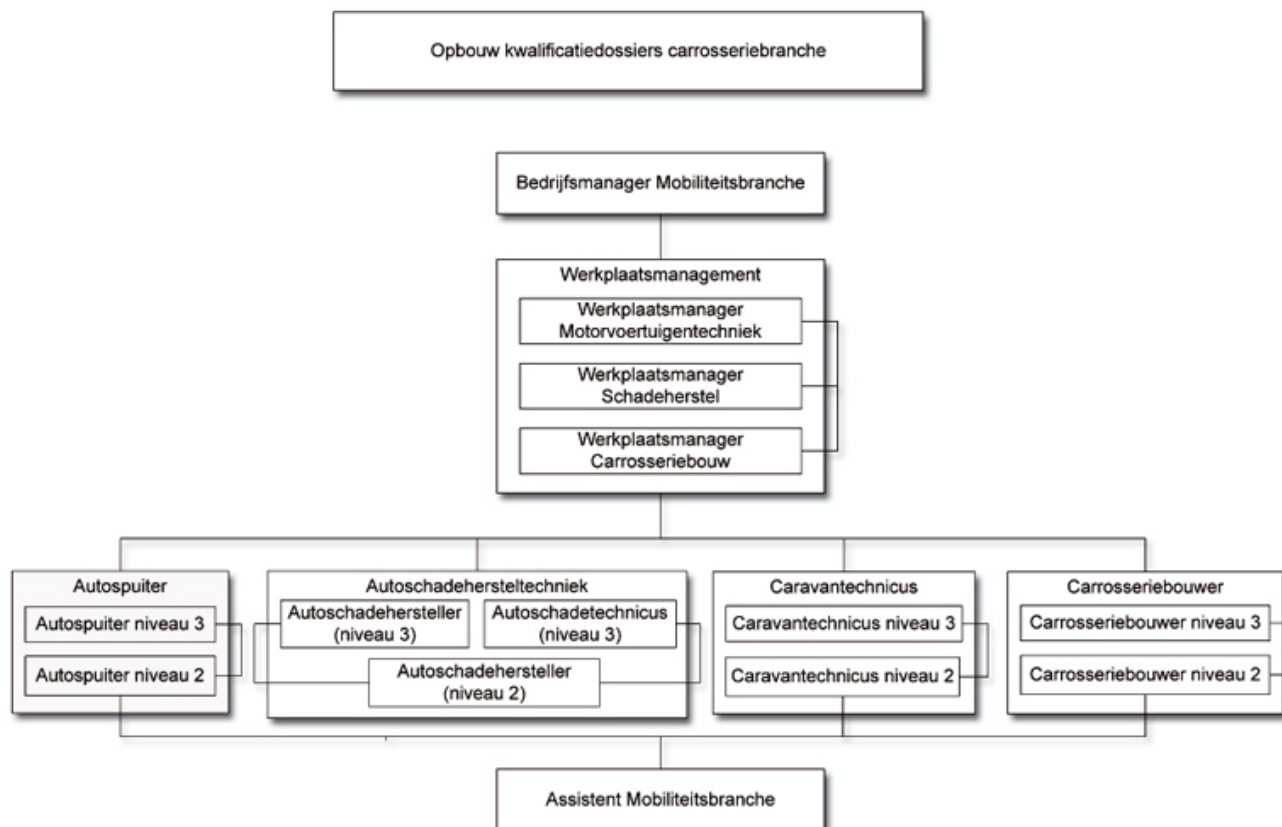 Opbouw kwalificatiedossiers carrosseriebranche
Bedrijfsmanager Mobiliteitsbranche
Werkplaatsmanagement
Werkplaatsmanager
Motorvoertuigentechniek
Werkplaatsmanager
Schadeherstel
Werkplaatsmanager
Carrosseriebouw
Autospuiter
Autospuiter niveau 3
Autospuiter niveau 2
Autoschadehersteltechniek
Autoschadehersteller
(niveau 3)
Autoschadetechnicus
(niveau 3)
Autoschadehersteller
(niveau 2)
Caravantechnicus
Caravantechnicus niveau 3
Caravantechnicus niveau 2
Carrosseriebouwer
Carrosseriebouwer niveau 3
Carrosseriebouwer niveau 2
Assistent Mobiliteitsbranche